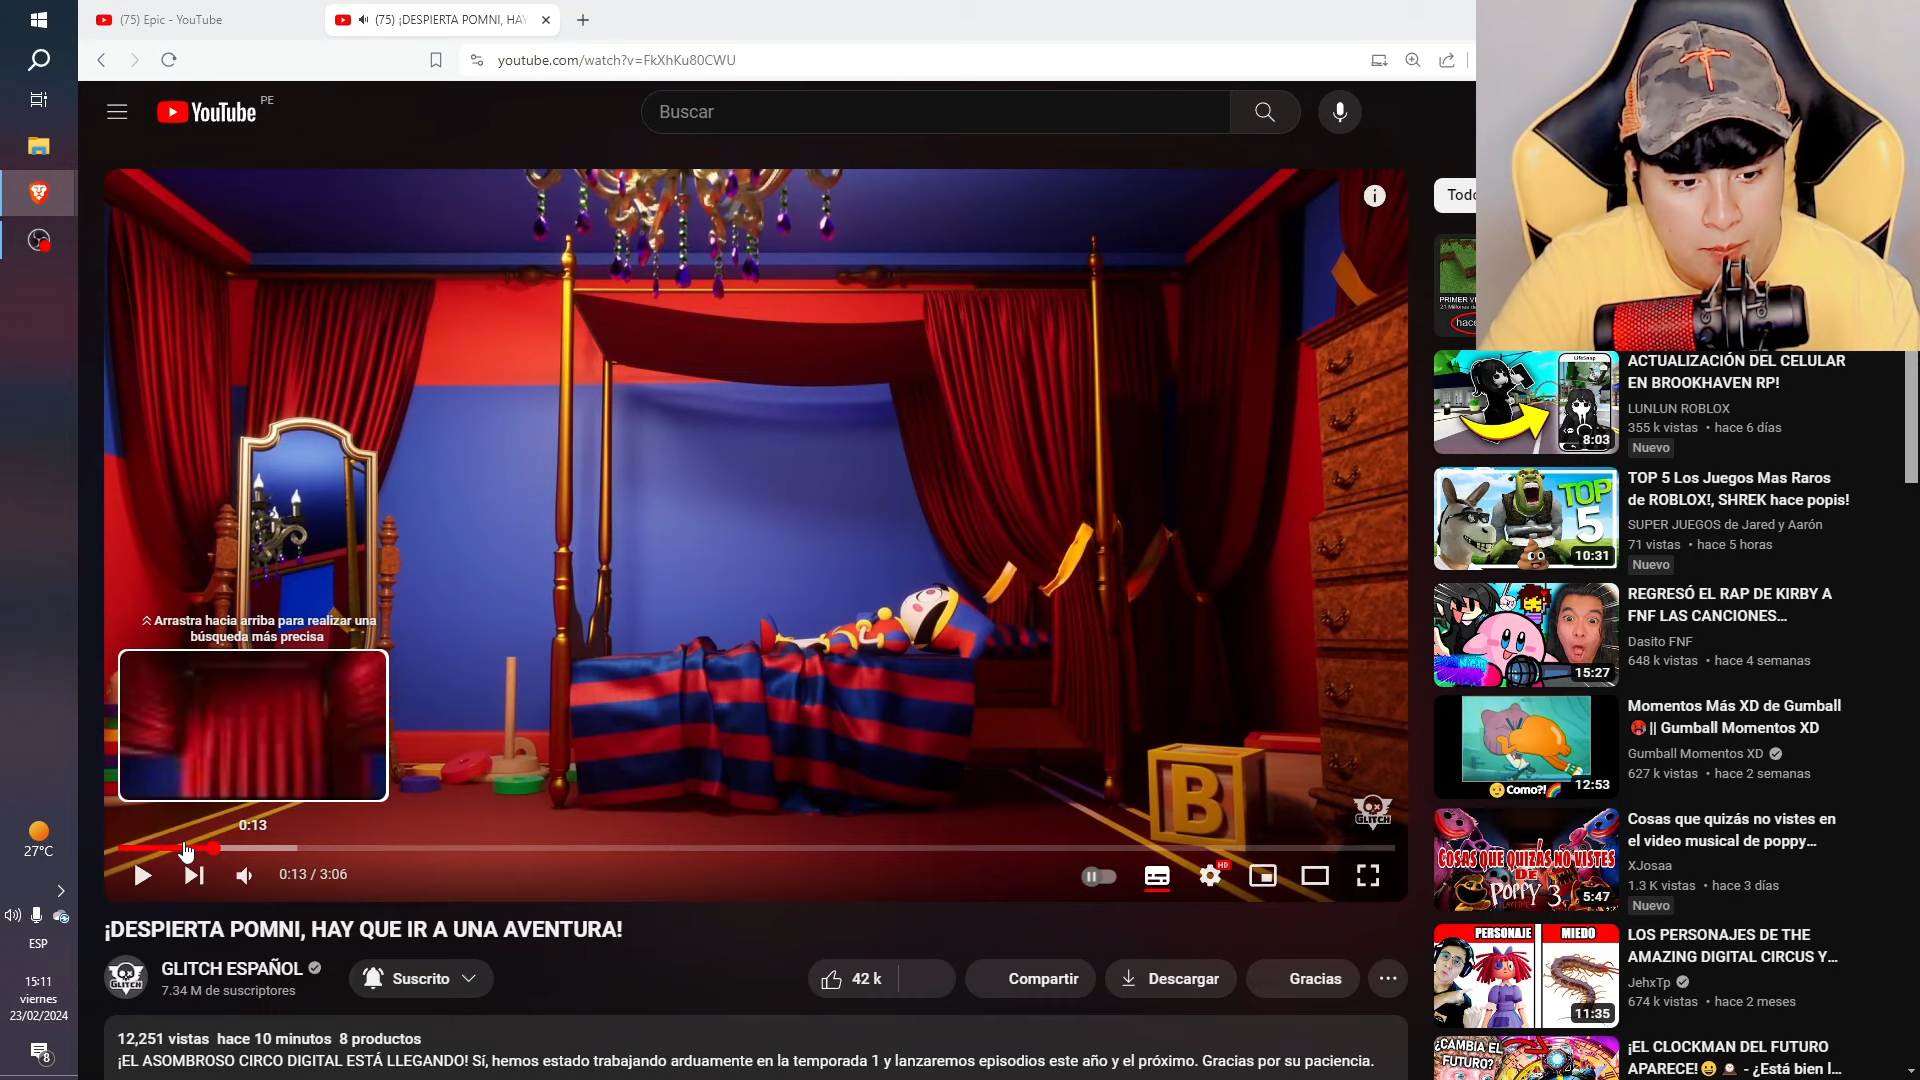 (75) Epic - YouTube
(75) ¡DESPIERTA POMNI, HAY
youtube.com/watch?v=FkXhKu80CWU
YouTube PE
Buscar
Todo
PRIMER VE
hace
Arrastra hacia arriba para realizar una
búsqueda más precisa
0:13
0:13 / 3:06
HD
GLITCH
B
¡DESPIERTA POMNI, HAY QUE IR A UNA AVENTURA!
GLITCH
GLITCH ESPAÑOL
7.34 M de suscriptores
Suscrito
42 k
Compartir
Descargar
Gracias
12,251 vistas hace 10 minutos 8 productos
¡EL ASOMBROSO CIRCO DIGITAL ESTÁ LLEGANDO! Sí, hemos estado trabajando arduamente en la temporada 1 y lanzaremos episodios este año y el próximo. Gracias por su paciencia.
8:03
ACTUALIZACIÓN DEL CELULAR
EN BROOKHAVEN RP!
LUNLUN ROBLOX
355 k vistas • hace 6 días
Nuevo
TOP
5
10:31
TOP 5 Los Juegos Mas Raros
de ROBLOX!, SHREK hace popis!
SUPER JUEGOS de Jared y Aarón
71 vistas • hace 5 horas
Nuevo
15:27
REGRESÓ EL RAP DE KIRBY A
FNF LAS CANCIONES...
Dasito FNF
648 k vistas • hace 4 semanas
Como?!
12:53
Momentos Más XD de Gumball
🥵|| Gumball Momentos XD
Gumball Momentos XD
627 k vistas • hace 2 semanas
COSAS QUE QUIZÁS NO VISTES
DE
POPPY 3
5:47
Cosas que quizás no vistes en
el video musical de poppy...
XJosaa
1.3 K vistas • hace 3 días
Nuevo
PERSONAJE MIEDO
11:35
LOS PERSONAJES DE THE
AMAZING DIGITAL CIRCUS Y...
JehxTp
674 k vistas • hace 2 meses
¿CAMBIA EL
FUTURO?
¡EL CLOCKMAN DEL FUTURO
APARECE!😀 🕰 - ¿Está bien l...
27°C
ESP
15:11
viernes
23/02/2024
8